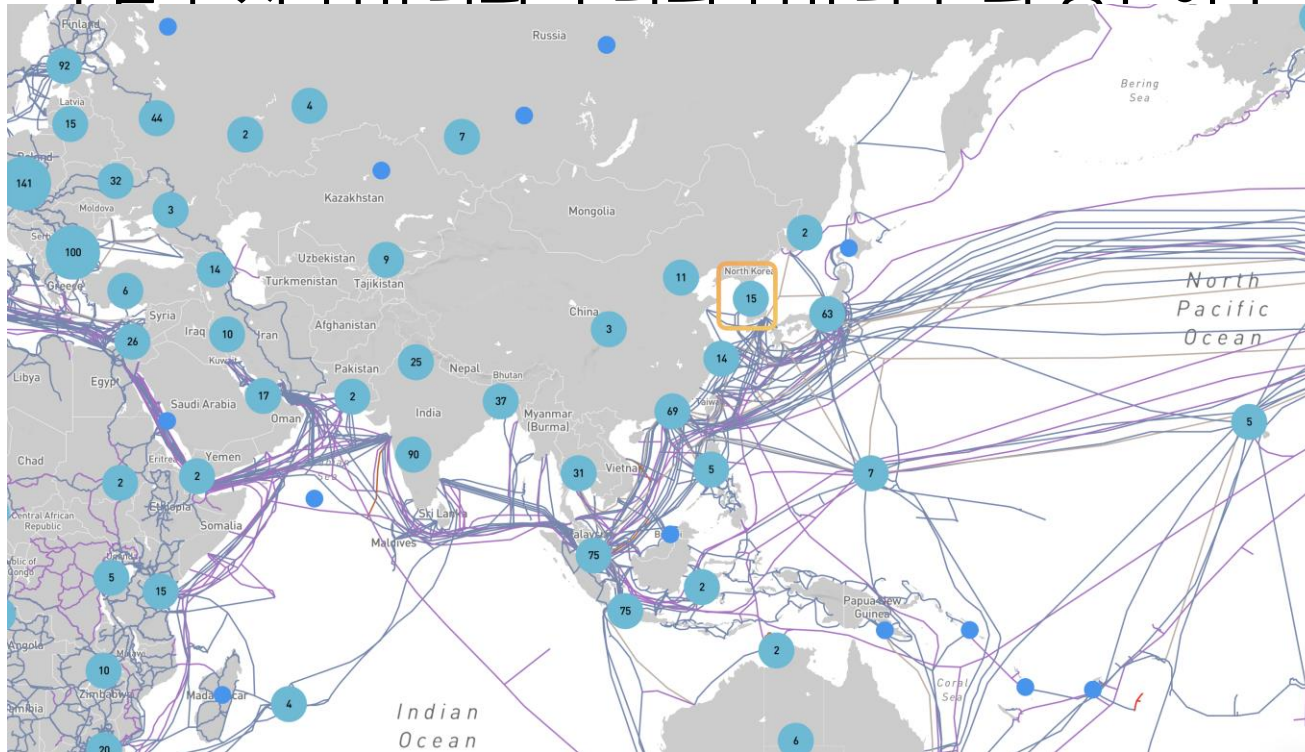 Finland
Russia
Bering
Sea
92
Latvia
15
44
4
2
7
Poland
141
32
Moldova
3
Kazakhstan
Mongolia
100
Greece
6
14
Uzbekistan
9
Turkmenistan
Tajikistan
2
11
North Korea
15
63
North
Pacific
Ocean
Syria
26
Iraq
10
Iran
Afghanistan
China
3
14
Libya
Egypt
Kuwait
17
Saudi Arabia
Oman
Pakistan
2
25
Nepal
Bhutan
India
37
Myanmar
(Burma)
69
Taiwan
5
Chad
Eritrea
Yemen
2
Sea
90
31
Vietnam
5
7
2
Ethiopia
Central African
Republic
Somalia
Sri Lanka
Maldives
Malaysia
75
Uganda
5
15
75
2
Papua New
Guinea
Angola
10
Malawi
Zimbabwe
Madagascar
4
2
Coral
Sea
Indian
Ocean
20
6